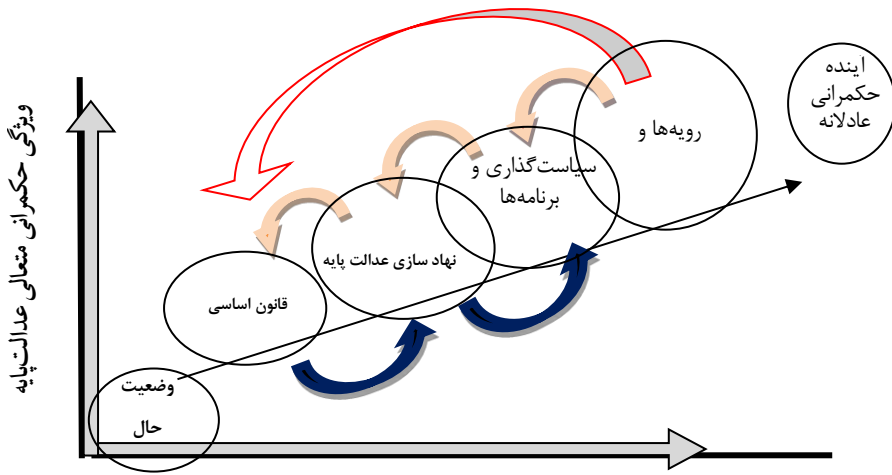 اینده
حکمرانی
عادلانه
رویه‌ها و
سیاست‌گذاری و
برنامه‌ها
نهاد سازی عدالت پایه
قانون اساسی
وضعیت
حال
ویژگی حکمرانی متعالی عدالت‌پایه